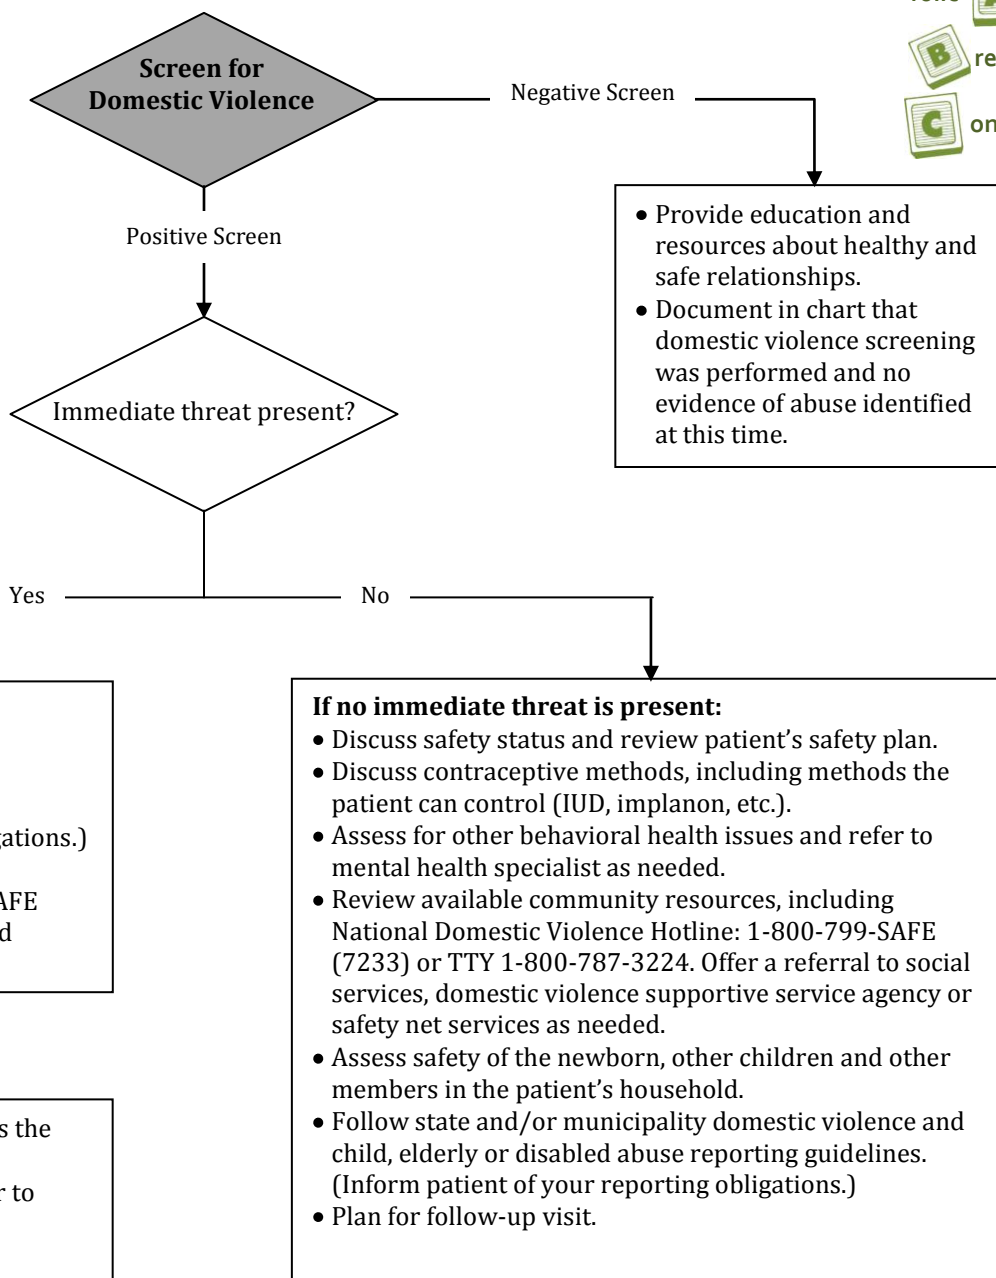 Screen for
Domestic Violence
Negative Screen
B
re
C
on
Positive Screen
• Provide education and
resources about healthy and
safe relationships.
• Document in chart that
domestic violence screening
was performed and no
evidence of abuse identified
at this time.
Immediate threat present?
Yes
No
gations.)
AFE
d
s the
r to
If no immediate threat is present:
• Discuss safety status and review patient’s safety plan.
• Discuss contraceptive methods, including methods the
patient can control (IUD, implanon, etc.).
• Assess for other behavioral health issues and refer to
mental health specialist as needed.
• Review available community resources, including
National Domestic Violence Hotline: 1-800-799-SAFE
(7233) or TTY 1-800-787-3224. Offer a referral to social
services, domestic violence supportive service agency or
safety net services as needed.
• Assess safety of the newborn, other children and other
members in the patient’s household.
• Follow state and/or municipality domestic violence and
child, elderly or disabled abuse reporting guidelines.
(Inform patient of your reporting obligations.)
• Plan for follow-up visit.